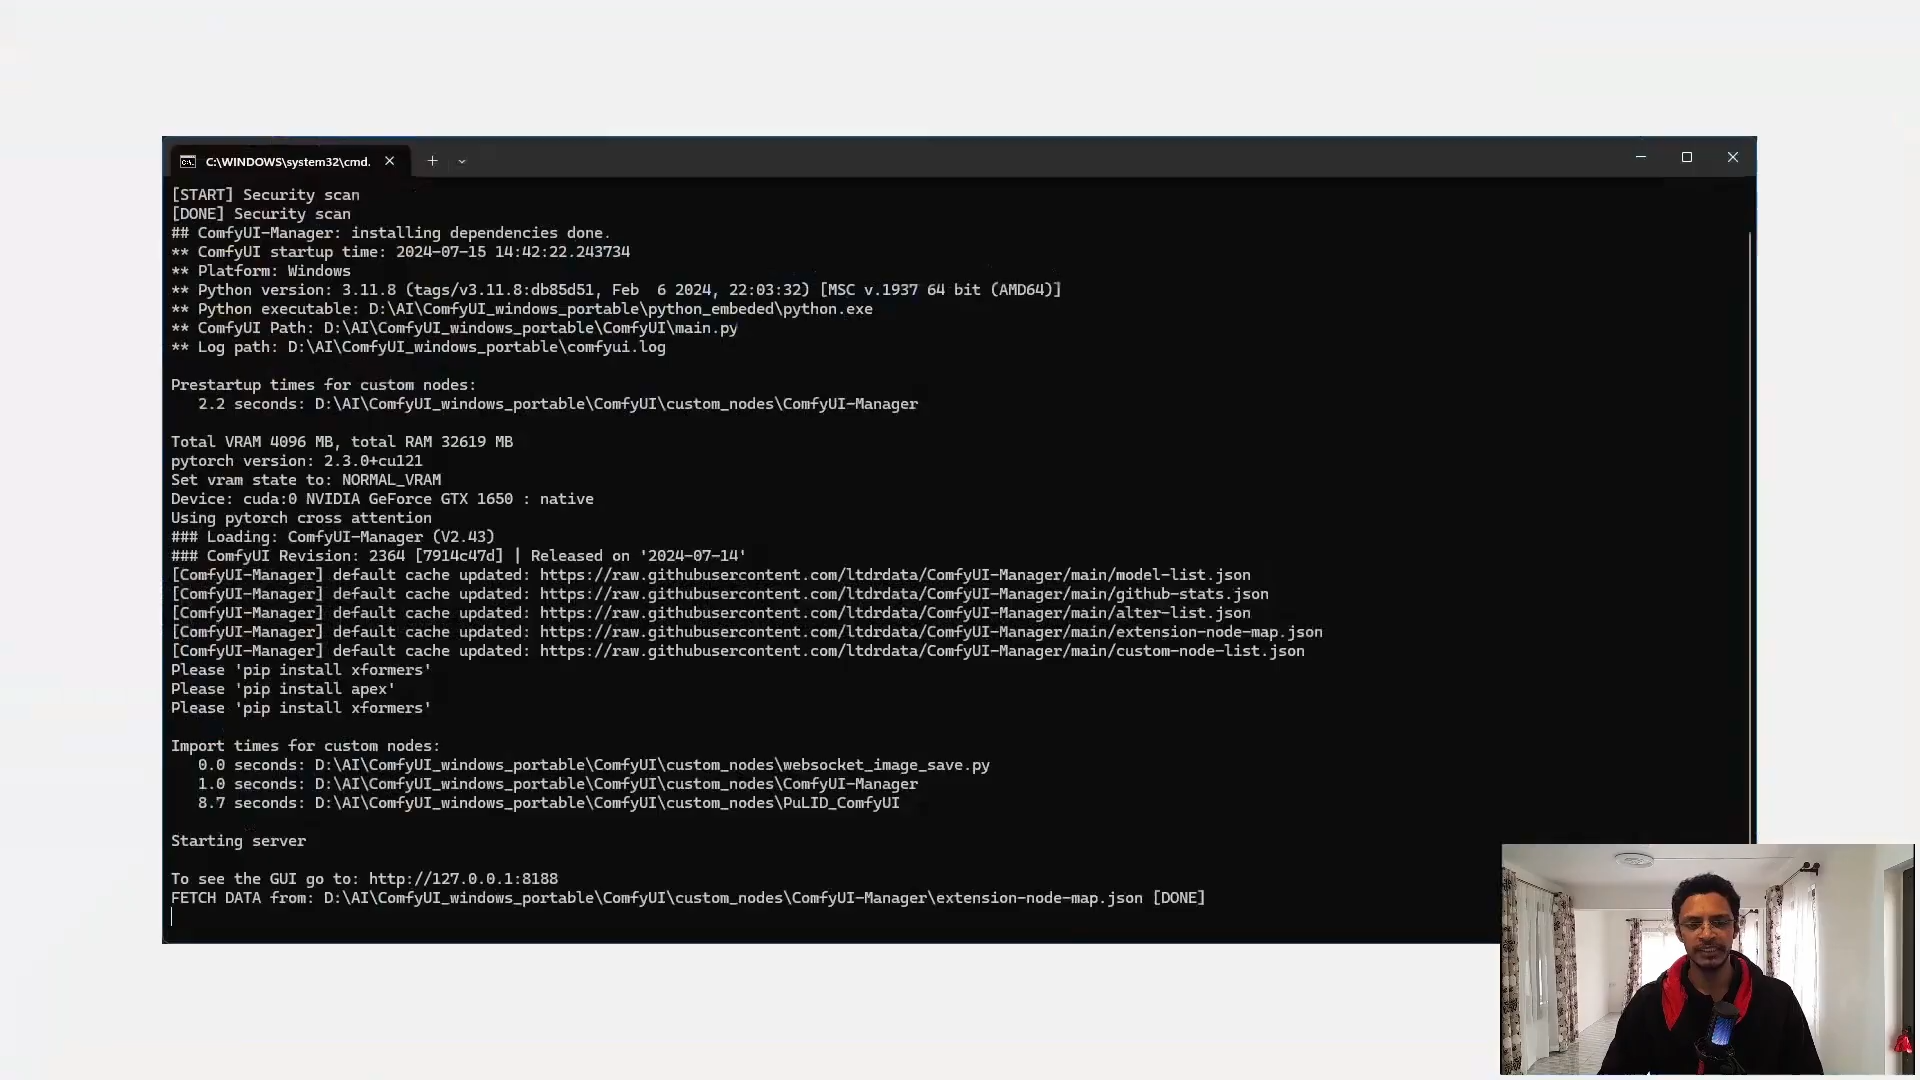 C:\WINDOWS\system32\cmd.
[START] Security scan
[DONE] Security scan
## ComfyUI-Manager: installing dependencies done.
** ComfyUI startup time: 2024-07-15 14:42:22.243734
** Platform: Windows
** Python version: 3.11.8 (tags/v3.11.8:db85d51, Feb  6 2024, 22:03:32) [MSC v.1937 64 bit (AMD64)]
** Python executable: D:\AI\ComfyUI_windows_portable\python_embeded\python.exe
** ComfyUI Path: D:\AI\ComfyUI_windows_portable\ComfyUI\main.py
** Log path: D:\AI\ComfyUI_windows_portable\comfyui.log
Prestartup times for custom nodes:
   2.2 seconds: D:\AI\ComfyUI_windows_portable\ComfyUI\custom_nodes\ComfyUI-Manager
Total VRAM 4096 MB, total RAM 32619 MB
pytorch version: 2.3.0+cu121
Set vram state to: NORMAL_VRAM
Device: cuda:0 NVIDIA GeForce GTX 1650 : native
Using pytorch cross attention
### Loading: ComfyUI-Manager (V2.43)
### ComfyUI Revision: 2364 [7914c47d] | Released on '2024-07-14'
[ComfyUI-Manager] default cache updated: https://raw.githubusercontent.com/ltdrdata/ComfyUI-Manager/main/model-list.json
[ComfyUI-Manager] default cache updated: https://raw.githubusercontent.com/ltdrdata/ComfyUI-Manager/main/github-stats.json
[ComfyUI-Manager] default cache updated: https://raw.githubusercontent.com/ltdrdata/ComfyUI-Manager/main/alter-list.json
[ComfyUI-Manager] default cache updated: https://raw.githubusercontent.com/ltdrdata/ComfyUI-Manager/main/extension-node-map.json
[ComfyUI-Manager] default cache updated: https://raw.githubusercontent.com/ltdrdata/ComfyUI-Manager/main/custom-node-list.json
Please 'pip install xformers'
Please 'pip install apex'
Please 'pip install xformers'
Import times for custom nodes:
   0.0 seconds: D:\AI\ComfyUI_windows_portable\ComfyUI\custom_nodes\websocket_image_save.py
   1.0 seconds: D:\AI\ComfyUI_windows_portable\ComfyUI\custom_nodes\ComfyUI-Manager
   8.7 seconds: D:\AI\ComfyUI_windows_portable\ComfyUI\custom_nodes\PuLID_ComfyUI
Starting server
To see the GUI go to: http://127.0.0.1:8188
FETCH DATA from: D:\AI\ComfyUI_windows_portable\ComfyUI\custom_nodes\ComfyUI-Manager\extension-node-map.json [DONE]